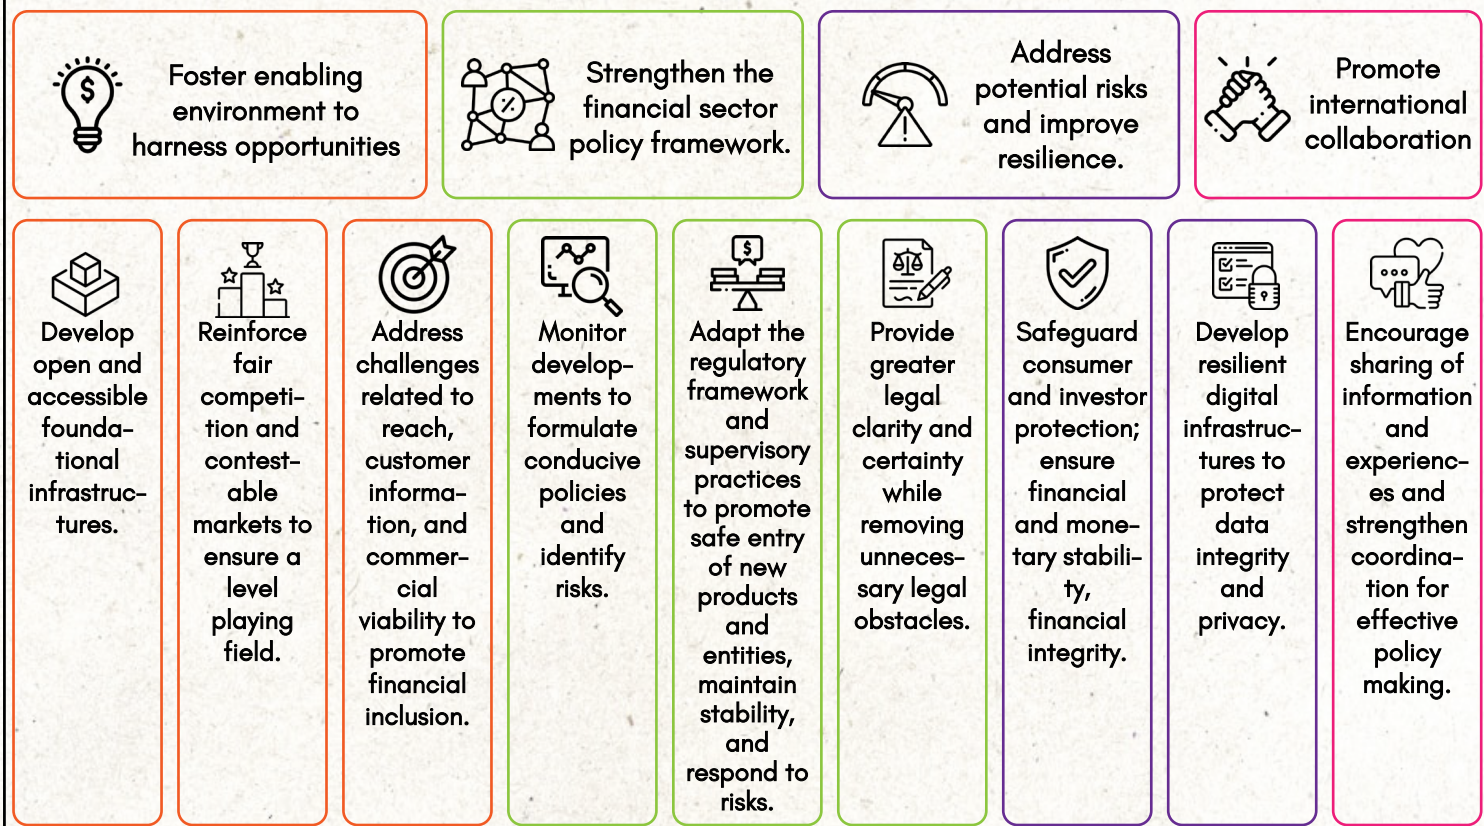 Foster enabling
environment to
harness opportunities
Strengthen the
financial sector
policy framework.
Address
potential risks
and improve
resilience.
Promote
international
collaboration
Develop
open and
accessible
founda-
tional
infrastruc-
tures.
Reinforce
fair
competi-
tion and
contest-
able
markets to
ensure a
level
playing
field.
Address
challenges
related to
reach,
customer
informa-
tion, and
commer-
cial
viability to
promote
financial
inclusion.
Monitor
develop-
ments to
formulate
conducive
policies
and
identify
risks.
Adapt the
regulatory
framework
and
supervisory
practices
to promote
safe entry
of new
products
and
entities,
maintain
stability,
and
respond to
risks.
Provide
greater
legal
clarity and
certainty
while
removing
unneces-
sary legal
obstacles.
Safeguard
consumer
and investor
protection;
ensure
financial
and mone-
tary stabili-
ty,
financial
integrity.
Develop
resilient
digital
infrastruc-
tures to
protect
data
integrity
and
privacy.
Encourage
sharing of
information
and
experienc-
es and
strengthen
coordina-
tion for
effective
policy
making.